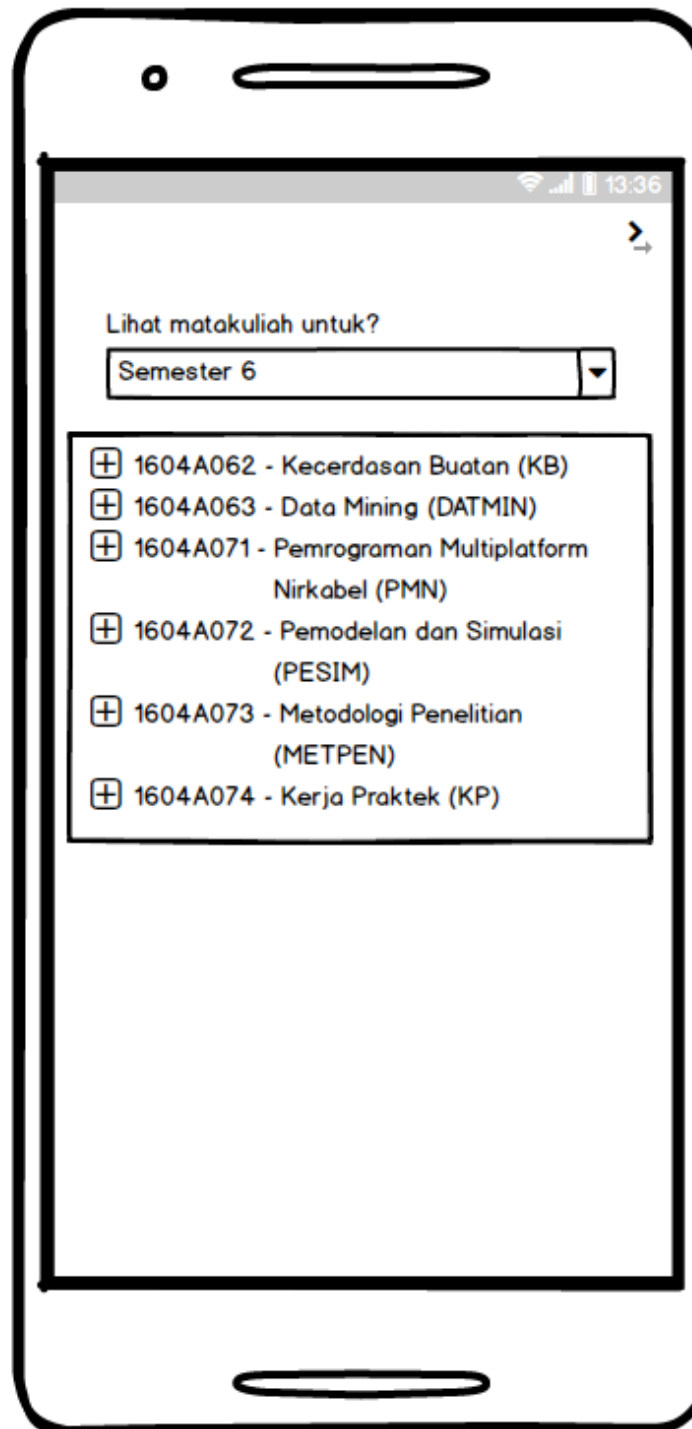 13:36
Lihat matakuliah untuk?
Semester 6
1604A062 - Kecerdasan Buatan (KB)
1604A063 - Data Mining (DATMIN)
1604A071 - Pemrograman Multiplatform
Nirkabel (PMN)
1604A072 - Pemodelan dan Simulasi
(PESIM)
1604A073 - Metodologi Penelitian
(METPEN)
1604A074 - Kerja Praktek (KP)